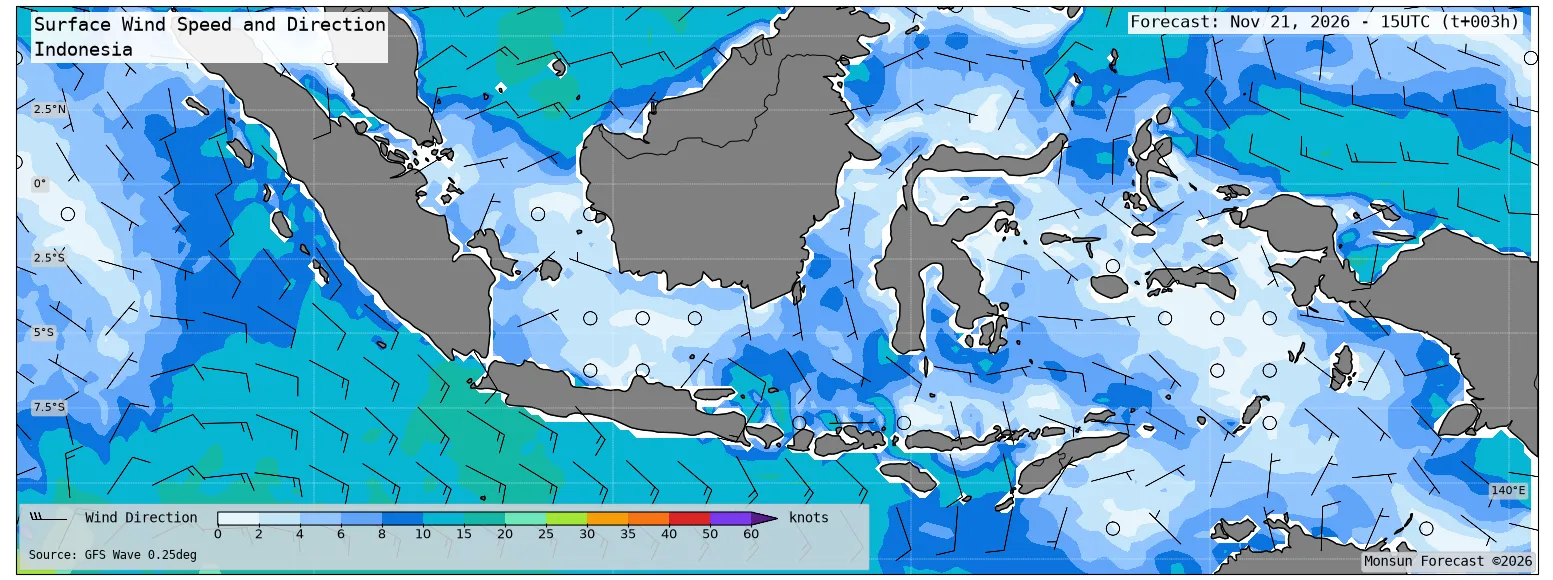 Surface Wind Speed and Direction
Indonesia
Forecast: Nov 21, 2026 - 15UTC (t+003h)
2.5°N
0°
2.5°S
5°S
7.5°S
140°E
Wind Direction
knots
0 2 4 6 8 10 15 20 25 30 35 40 50 60
Source: GFS Wave 0.25deg
Monsun Forecast ©2026